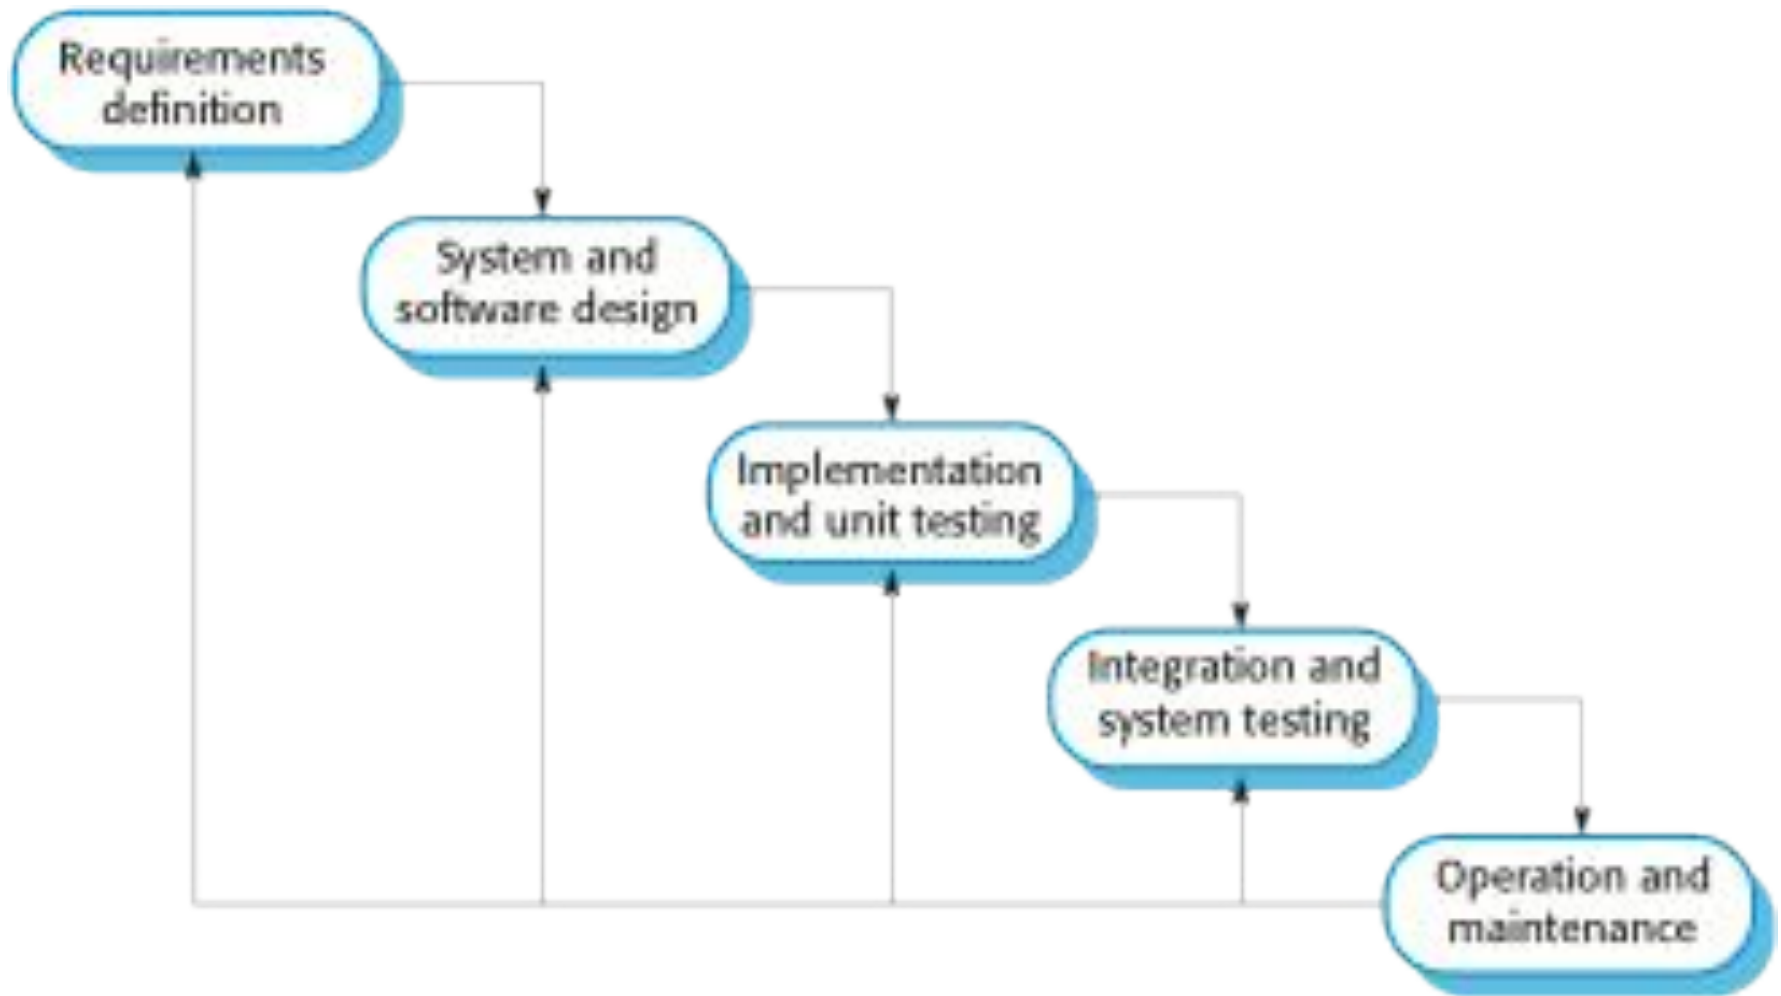 Requirements
definition
System and
software design
Implementation
and unit testing
Integration and
system testing
Operation and
maintenance